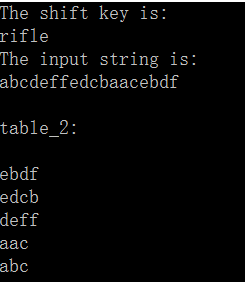 The shift key is:
rifle
The input string is:
abcdeffedcbaacebdf
table_2:
ebdf
edcb
deff
aac
abc